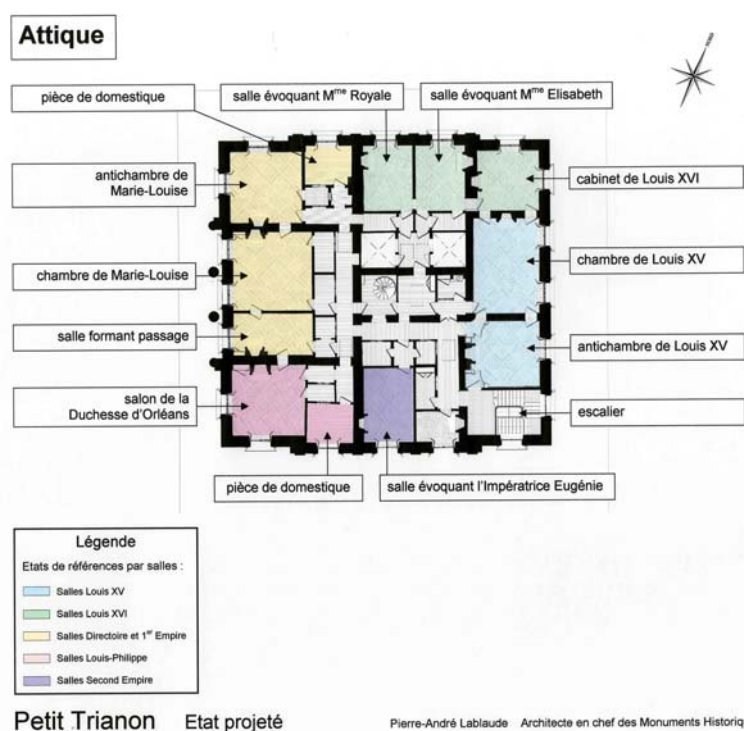 Attique
pièce de domestique
salle évoquant Mme Royale
salle évoquant Mme Elisabeth
antichambre de
Marie-Louise
cabinet de Louis XVI
chambre de Marie-Louise
chambre de Louis XV
salle formant passage
antichambre de Louis XV
salon de la
Duchesse d'Orléans
escalier
pièce de domestique
salle évoquant l'Impératrice Eugénie
Légende
Etats de références par salles :
Salles Louis XV
Salles Louis XVI
Salles Directoire et 1er Empire
Salles Louis-Philippe
Salles Second Empire
Petit Trianon Etat projeté Pierre-André Lablaude Architecte en chef des Monuments Historiq